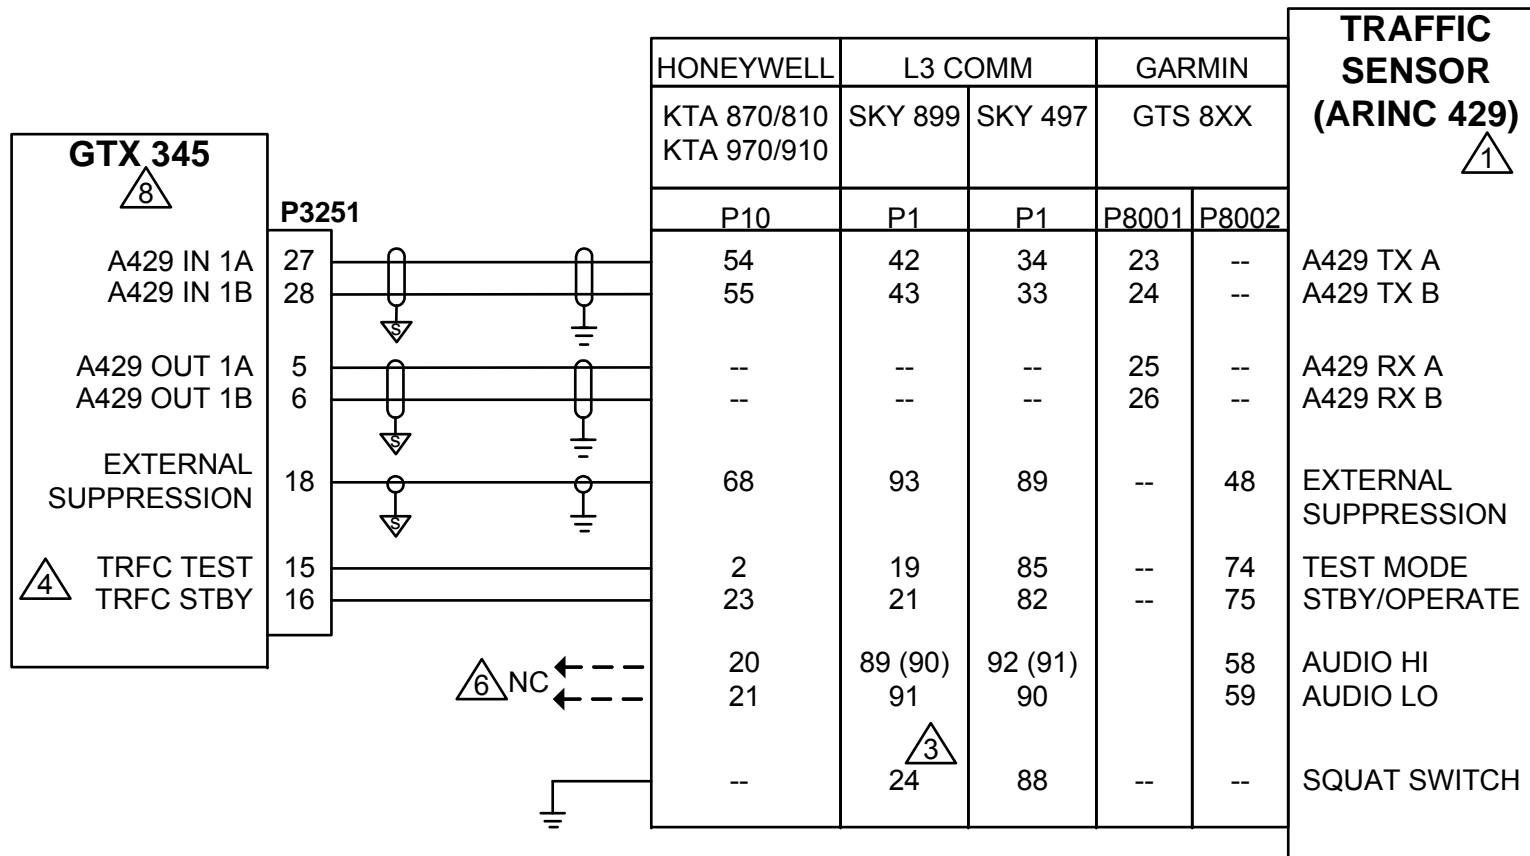 TRAFFIC
SENSOR
(ARINC 429)
1
HONEYWELL L3 COMM GARMIN
KTA 870/810 SKY 899 SKY 497 GTS 8XX
KTA 970/910
GTX 345
8
P3251
P10 P1 P1 P8001 P8002
A429 IN 1A 27 54 42 34 23 -- A429 TX A
A429 IN 1B 28 55 43 33 24 -- A429 TX B
S
A429 OUT 1A 5 -- -- -- 25 -- A429 RX A
A429 OUT 1B 6 -- -- -- 26 -- A429 RX B
S
EXTERNAL
SUPPRESSION 18 68 93 89 -- 48 EXTERNAL
SUPPRESSION
S
4
TRFC TEST 15 2 19 85 -- 74 TEST MODE
TRFC STBY 16 23 21 82 -- 75 STBY/OPERATE
6 NC
20 89 (90) 92 (91) 58 AUDIO HI
21 91 90 59 AUDIO LO
3
-- 24 88 -- -- SQUAT SWITCH